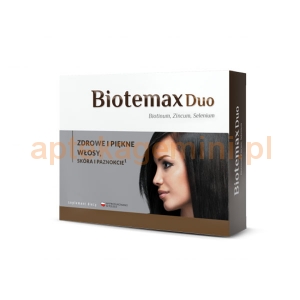 Biotemax Duo
Biotinum, Zincum, Selenium
ZDROWE I PIĘKNE
WŁOSY,
SKÓRA I PAZNOKCIE